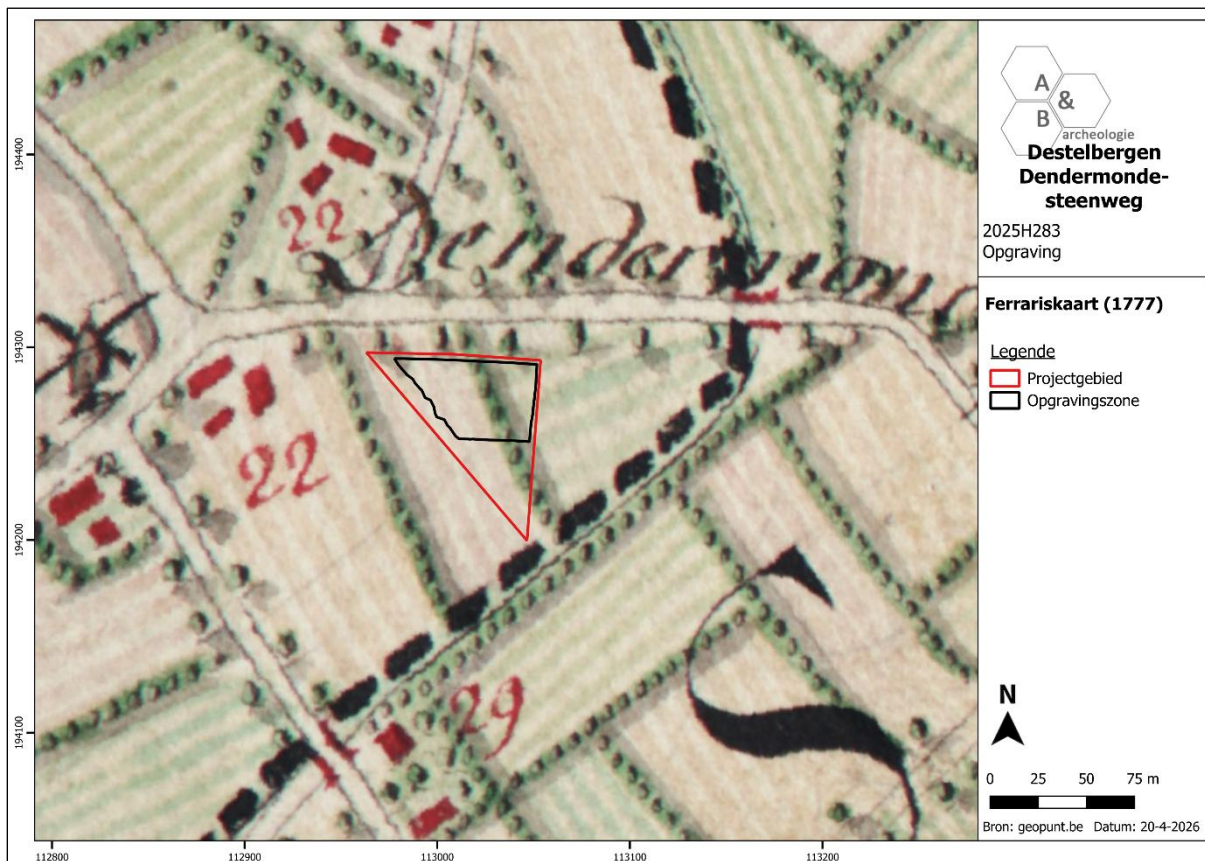 194400
194300
194200
194100
112800
112900
113000
113100
113200
22
22
29
A
&
B
archeologie
Destelbergen
Dendermonde-
steenweg
2025H283
Opgraving
Ferrariskaart (1777)
Legende
Projectgebied
Opgravingszone
N
0 25 50 75 m
Bron: geopunt.be Datum: 20-4-2026